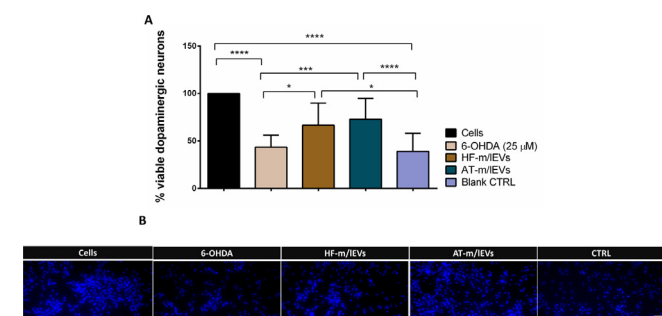 A
% viable dopaminergic neurons
150
100
50
0
****
****
***
****
*
*
Cells
6-OHDA (25 µM)
HF-m/lEVs
AT-m/lEVs
Blank CTRL
B
Cells
6-OHDA
HF-m/lEVs
AT-m/lEVs
CTRL